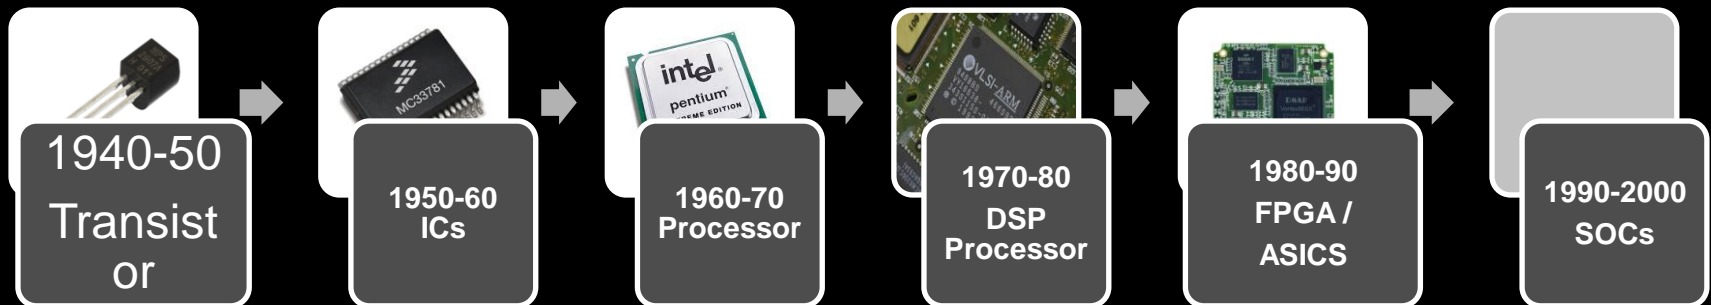 1940-50
Transist
or
MC33781
1950-60
ICs
intel
pentium
EME EDITION
1960-70
Processor
VLSI-ARM
1970-80
DSP
Processor
1980-90
FPGA /
ASICS
1990-2000
SOCs